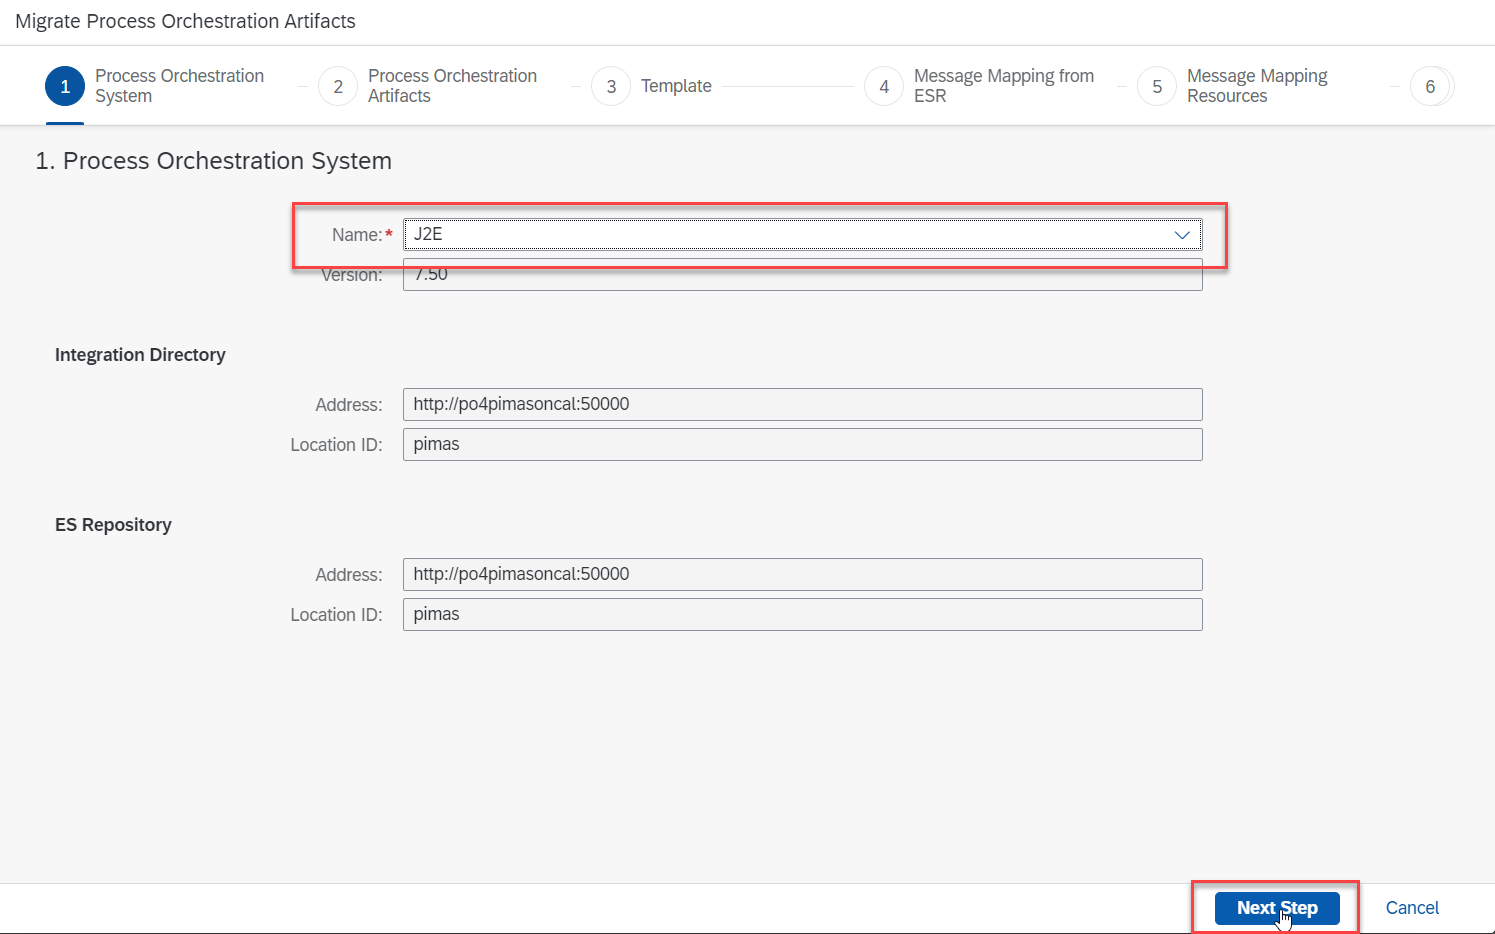 Migrate Process Orchestration Artifacts
1 Process Orchestration System
2 Process Orchestration Artifacts
3 Template
4 Message Mapping from ESR
5 Message Mapping Resources
6
1. Process Orchestration System
Name:* J2E
Version: 7.50
Integration Directory
Address: http://po4pimasoncal:50000
Location ID: pimas
ES Repository
Address: http://po4pimasoncal:50000
Location ID: pimas
Next Step Cancel